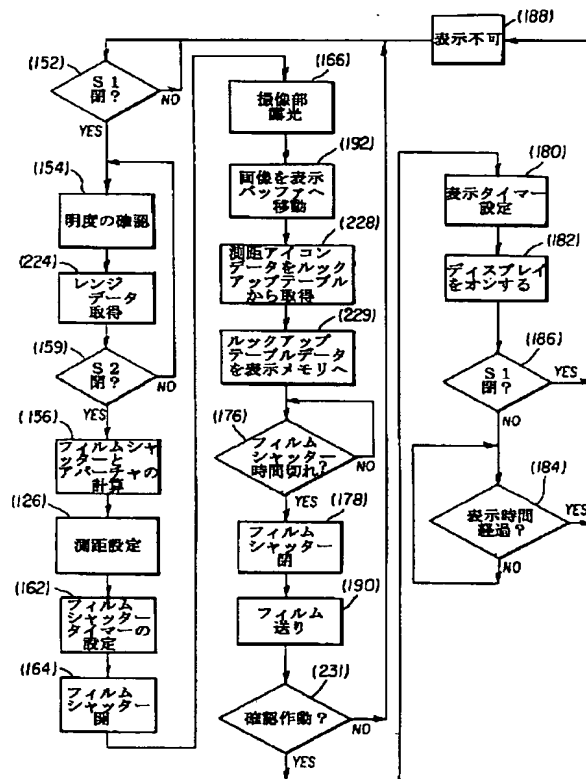 (152)
S1
閉?
NO
YES
(154)
明度の確認
(224)
レンジ
データ
取得
(159)
S2
閉?
NO
YES
(156)
フィルムシャ
ッターと
アパーチャの
計算
(126)
測距設定
(162)
フィルム
シャッター
タイマーの
設定
(164)
フィルム
シャッター
開
(166)
撮像部
露光
(192)
画像を表示
バッファへ
移動
(228)
測距アイコン
データをルック
アップテーブル
から取得
(229)
ルックアップ
テーブルデータ
を表示メモリへ
(176)
フィルム
シャッター
時間切れ?
NO
YES
(178)
フィルム
シャッター
閉
(190)
フィルム
送り
(231)
確認作動?
NO
YES
(188)
表示不可
(180)
表示タイマー
設定
(182)
ディスプレイ
をオンする
(186)
S1
閉?
YES
NO
(184)
表示時間
経過?
YES
NO